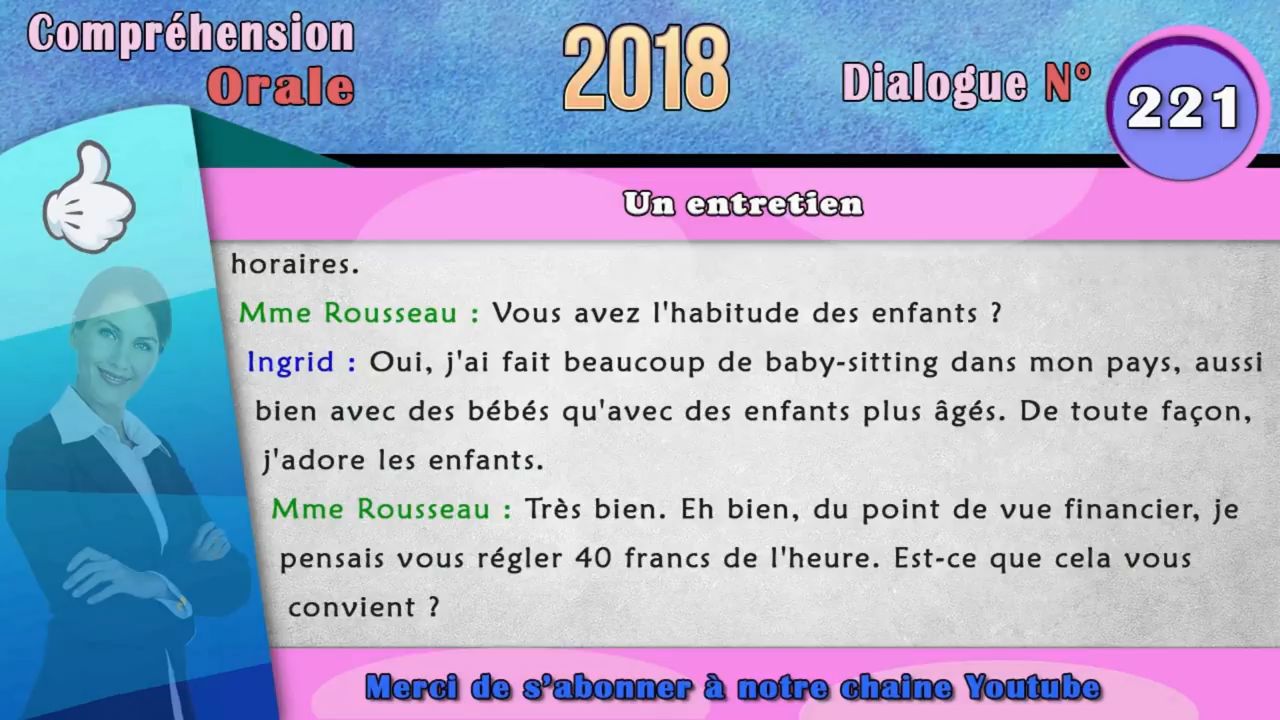 Compréhension
Orale
2018
Dialogue N°
221
Un entretien
horaires.
Mme Rousseau : Vous avez l'habitude des enfants ?
Ingrid : Oui, j'ai fait beaucoup de baby-sitting dans mon pays, aussi
bien avec des bébés qu'avec des enfants plus âgés. De toute façon,
j'adore les enfants.
Mme Rousseau : Très bien. Eh bien, du point de vue financier, je
pensais vous régler 40 francs de l'heure. Est-ce que cela vous
convient ?
Merci de s'abonner à notre chaine Youtube